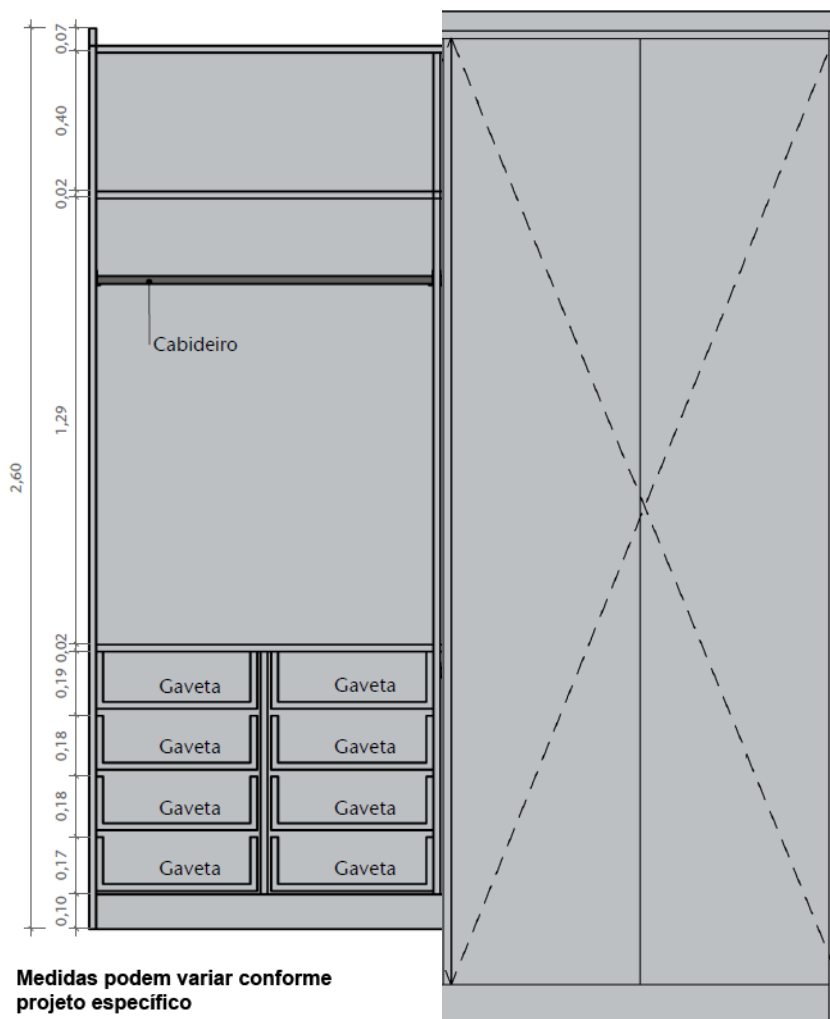 0,07
0,40
0,02
Cabideiro
1,29
2,60
0,02
0,19
Gaveta Gaveta
0,18
Gaveta Gaveta
0,18
Gaveta Gaveta
0,17
Gaveta Gaveta
0,10
Medidas podem variar conforme
projeto específico